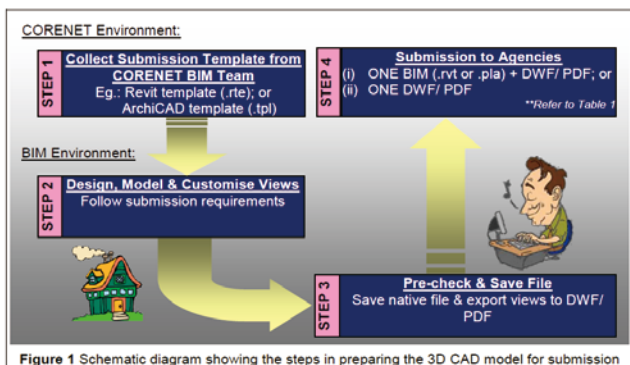 CORENET Environment:
STEP 1
Collect Submission Template from
CORENET BIM Team
Eg.: Revit template (.rte); or
ArchiCAD template (.tpl)
STEP 4
Submission to Agencies
(i) ONE BIM (.rvt or .pla) + DWF/ PDF; or
(ii) ONE DWF/ PDF
**Refer to Table 1
BIM Environment:
STEP 2
Design, Model & Customise Views
Follow submission requirements
STEP 3
Pre-check & Save File
Save native file & export views to DWF/
PDF
Figure 1 Schematic diagram showing the steps in preparing the 3D CAD model for submission